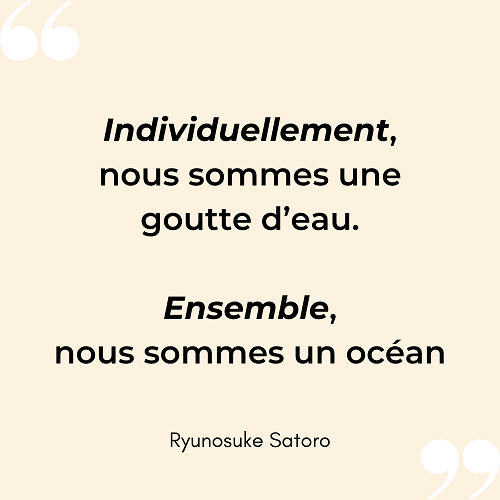 Individuellement,
nous sommes une
goutte d’eau.
Ensemble,
nous sommes un océan
Ryunosuke Satoro